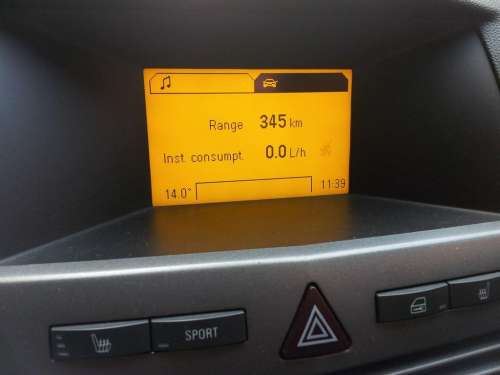 Range 345 km
Inst. consumpt. 0.0 L/h
14.0° 11:39
SPORT